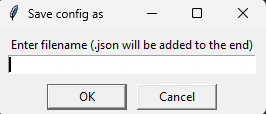 Save config as
Enter filename (.json will be added to the end)
OK
Cancel